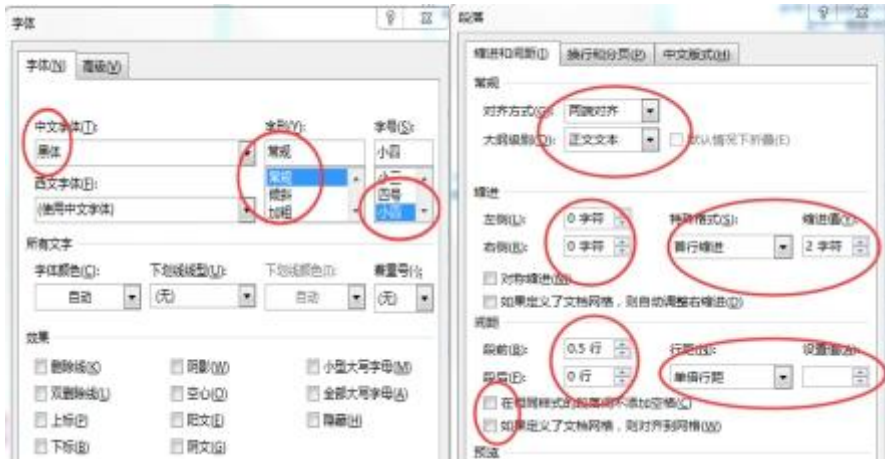 字体
字体(N) 高级(V)
中文字体(T): 字形(Y): 字号(S):
黑体 常规 小四
常规 小二
西文字体(F): 倾斜 四号
(使用中文字体) 加粗 小四
所有文字
字体颜色(C): 下划线线型(U): 下划线颜色(I): 着重号(·):
自动 (无) 自动 (无)
效果
删除线(K) 阴影(W) 小型大写字母(M)
双删除线(L) 空心(O) 全部大写字母(A)
上标(P) 阳文(E) 隐藏(H)
下标(B) 阴文(G)
段落
缩进和间距(I) 换行和分页(P) 中文版式(H)
常规
对齐方式(G): 两端对齐
大纲级别(O): 正文文本 默认情况下折叠(E)
缩进
左侧(L): 0 字符 特殊格式(S): 缩进值(Y):
右侧(R): 0 字符 首行缩进 2 字符
对称缩进(M)
如果定义了文档网格，则自动调整右缩进(D)
间距
段前(B): 0.5 行 行距(N): 设置值(A):
段后(F): 0 行 单倍行距
在相同样式的段落间不添加空格(C)
如果定义了文档网格，则对齐到网格(W)
预览